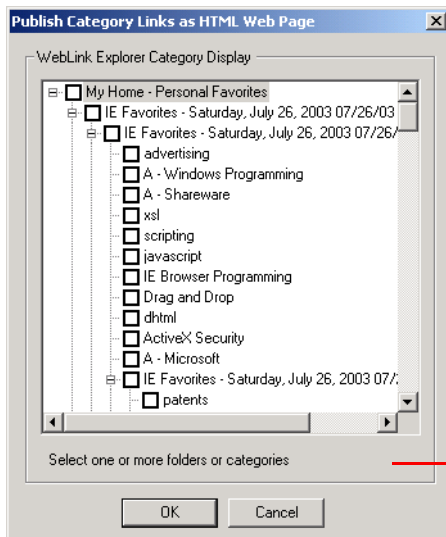 Publish Category Links as HTML Web Page
WebLink Explorer Category Display
My Home - Personal Favorites
IE Favorites - Saturday, July 26, 2003 07/26/03
IE Favorites - Saturday, July 26, 2003 07/26/
advertising
A - Windows Programming
A - Shareware
xsl
scripting
javascript
IE Browser Programming
Drag and Drop
dhtml
ActiveX Security
A - Microsoft
IE Favorites - Saturday, July 26, 2003 07/
patents
Select one or more folders or categories
OK Cancel